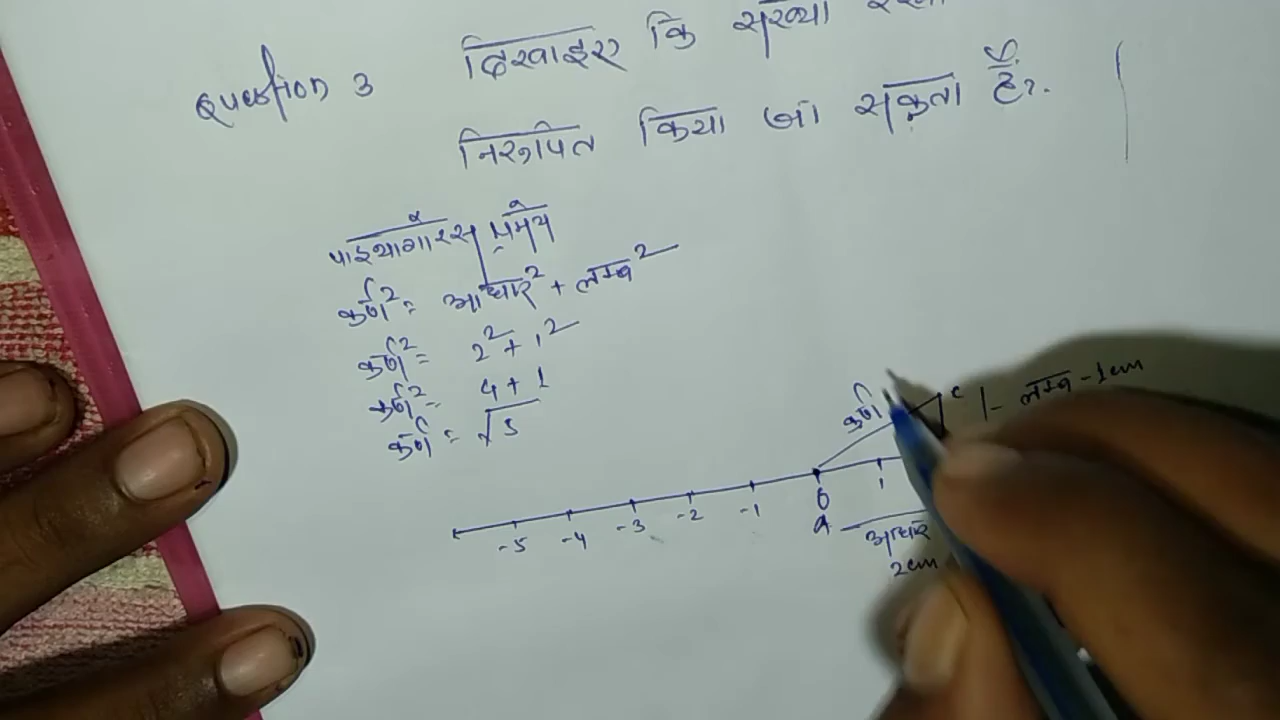 Question 3 दिखाइए कि संख्या
निरूपित किया जा सकता है?.
पाइथागोरस प्रमेय
कर्ण² = आधार² + लम्ब²
कर्ण² = 2² + 1²
कर्ण² = 4 + 1
कर्ण = √5
कर्ण c लम्ब - 1cm
-5 -4 -3 -2 -1 0 1
A आधार
2cm